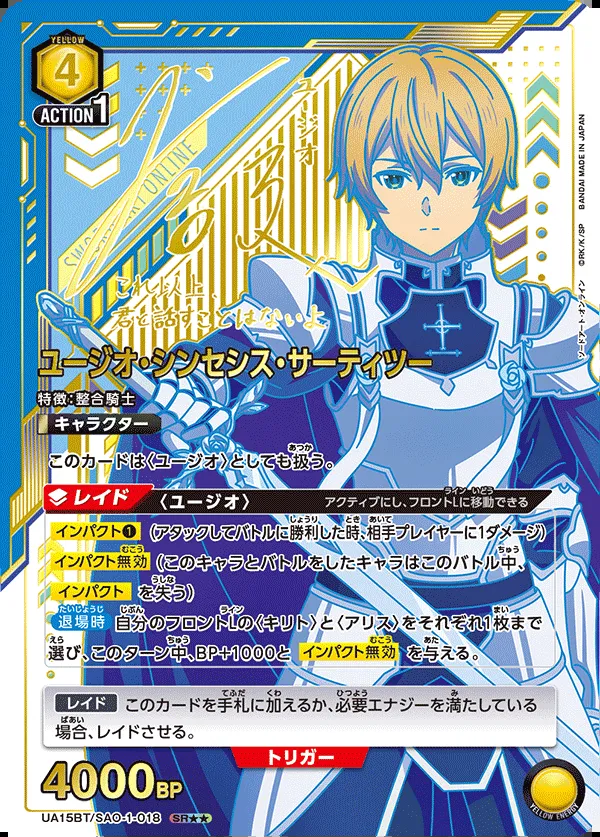 YELLOW
4
ACTION 1
SWORD ART ONLINE
ユージオ
これ以上、
君と話すことはないよ
ユージオ・シンセシス・サーティツー
特徴:整合騎士
キャラクター
このカードは〈ユージオ〉としても扱う。
レイド 〈ユージオ〉 アクティブにし、フロントLに移動できる
インパクト❶ (アタックしてバトルに勝利した時、相手プレイヤーに1ダメージ)
インパクト無効 (このキャラとバトルをしたキャラはこのバトル中、
インパクト を失う)
退場時 自分のフロントLの〈キリト〉と〈アリス〉をそれぞれ1枚まで
選び、このターン中、BP+1000と インパクト無効 を与える。
レイド このカードを手札に加えるか、必要エナジーを満たしている
場合、レイドさせる。
トリガー
4000BP
UA15BT/SAO-1-018 SR★★
YELLOW ENERGY
ソードアート・オンライン ©RK/K/SP BANDAI MADE IN JAPAN